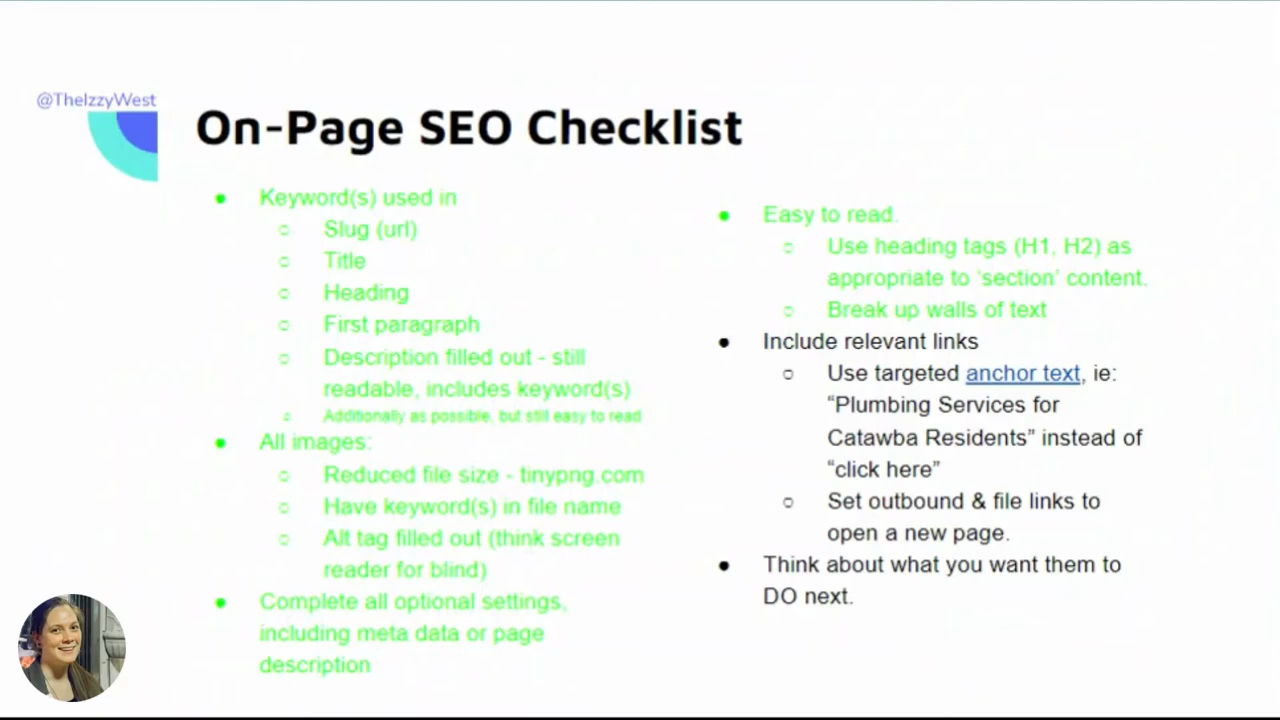 @TheIzzyWest
On-Page SEO Checklist
Keyword(s) used in
Slug (url)
Title
Heading
First paragraph
Description filled out - still
readable, includes keyword(s)
Additionally as possible, but still easy to read
All images:
Reduced file size - tinypng.com
Have keyword(s) in file name
Alt tag filled out (think screen
reader for blind)
Complete all optional settings,
including meta data or page
description
Easy to read.
Use heading tags (H1, H2) as
appropriate to ‘section’ content.
Break up walls of text
Include relevant links
Use targeted anchor text, ie:
“Plumbing Services for
Catawba Residents” instead of
“click here”
Set outbound & file links to
open a new page.
Think about what you want them to
DO next.